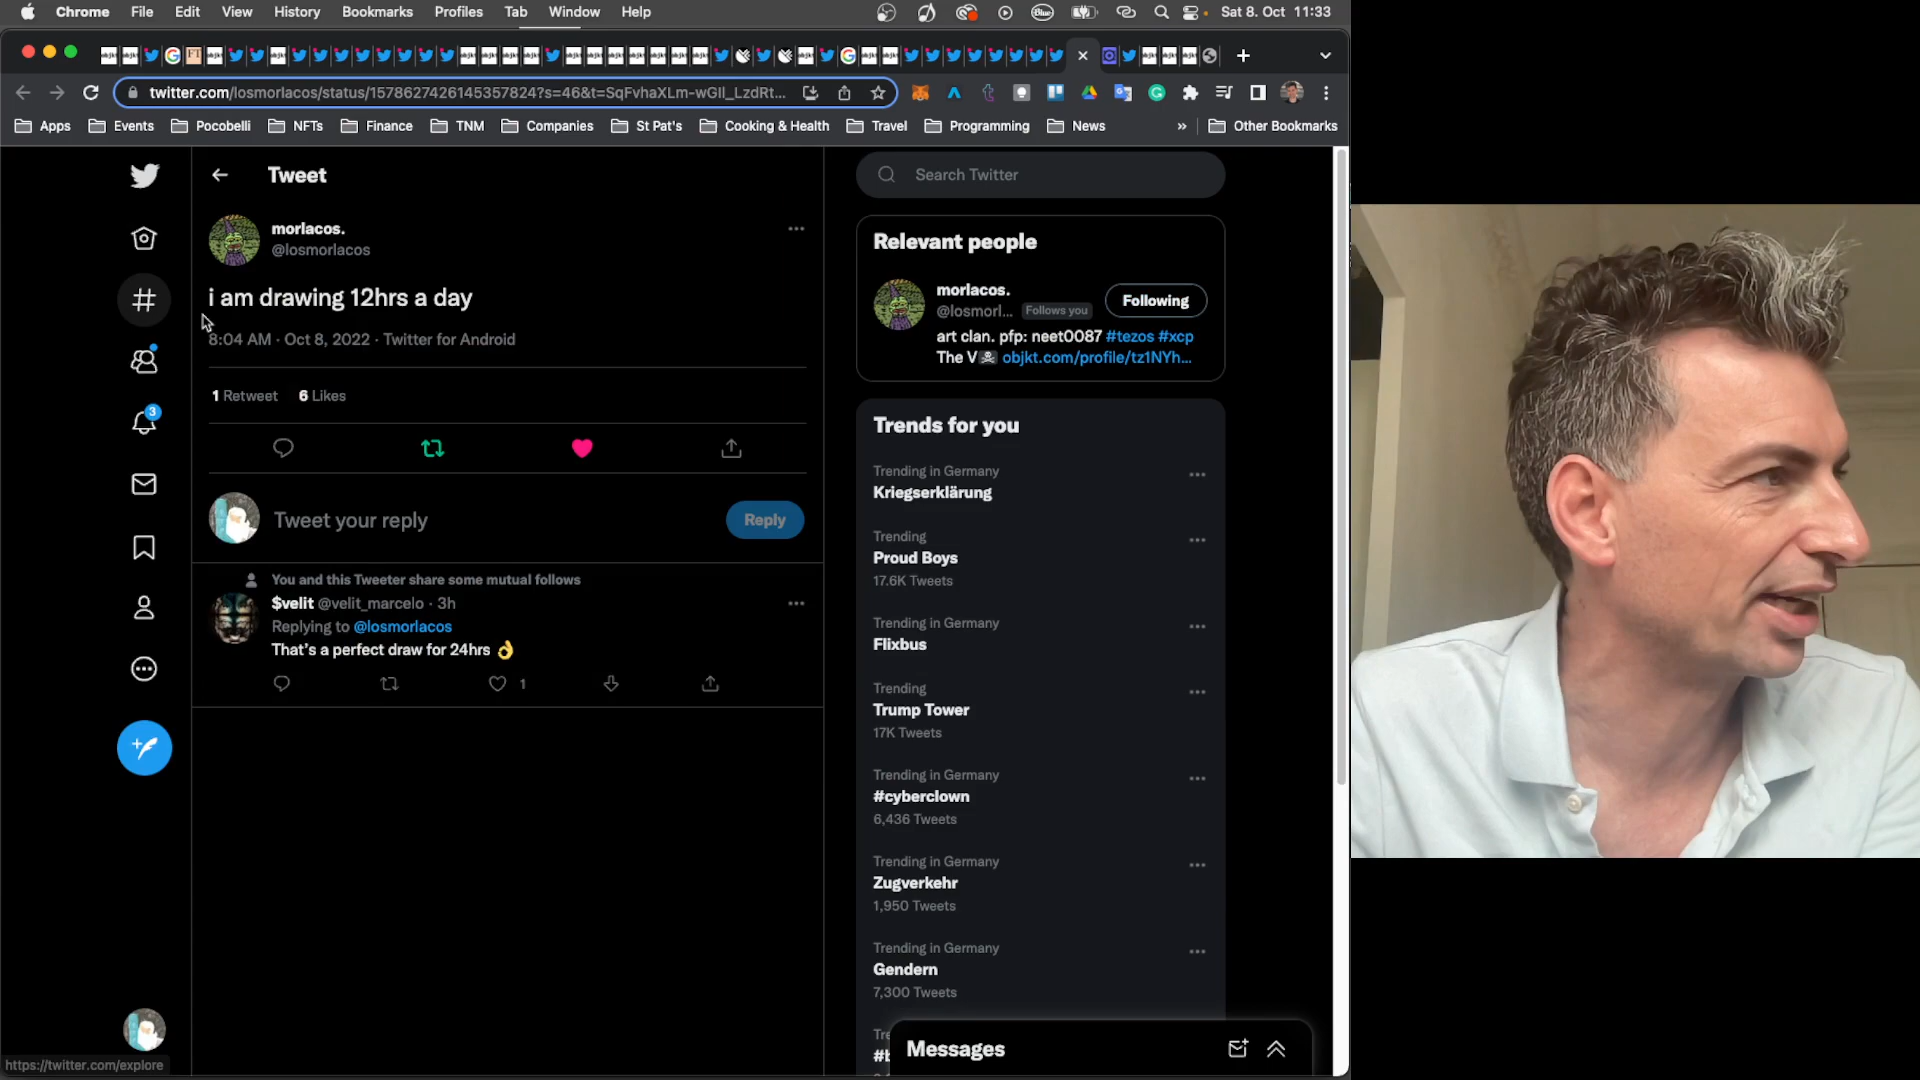 Chrome File Edit View History Bookmarks Profiles Tab Window Help
Sat 8. Oct 11:33
twitter.com/losmorlacos/status/1578627426145357824?s=46&t=SqFvhaXLm-wGIl_LzdRt...
Apps Events Pocobelli NFTs Finance TNM Companies St Pat's Cooking & Health Travel Programming News » Other Bookmarks
Tweet
morlacos.
@losmorlacos
i am drawing 12hrs a day
8:04 AM · Oct 8, 2022 · Twitter for Android
1 Retweet 6 Likes
Tweet your reply
Reply
You and this Tweeter share some mutual follows
$velit @velit_marcelo · 3h
Replying to @losmorlacos
That's a perfect draw for 24hrs 👌
1
3
Search Twitter
Relevant people
morlacos.
@losmorl... Follows you
Following
art clan. pfp: neet0087 #tezos #xcp
The V☠ objkt.com/profile/tz1NYh...
Trends for you
Trending in Germany
Kriegserklärung
Trending
Proud Boys
17.6K Tweets
Trending in Germany
Flixbus
Trending
Trump Tower
17K Tweets
Trending in Germany
#cyberclown
6,436 Tweets
Trending in Germany
Zugverkehr
1,950 Tweets
Trending in Germany
Gendern
7,300 Tweets
Messages
https://twitter.com/explore